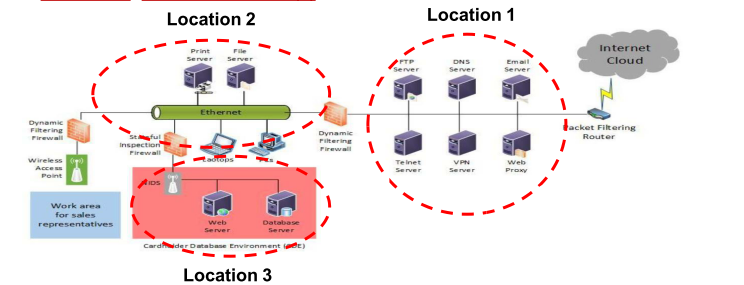 Location 2
Location 1
Print
Server
File
Server
FTP
Server
DNS
Server
Email
Server
Internet
Cloud
Ethernet
Dynamic
Filtering
Firewall
Stateful
Inspection
Firewall
Laptops
PCs
Dynamic
Filtering
Firewall
Packet Filtering
Router
Telnet
Server
VPN
Server
Web
Proxy
Wireless
Access
Point
IDS
Work area
for sales
representatives
Web
Server
Database
Server
Cardholder Database Environment (CDE)
Location 3